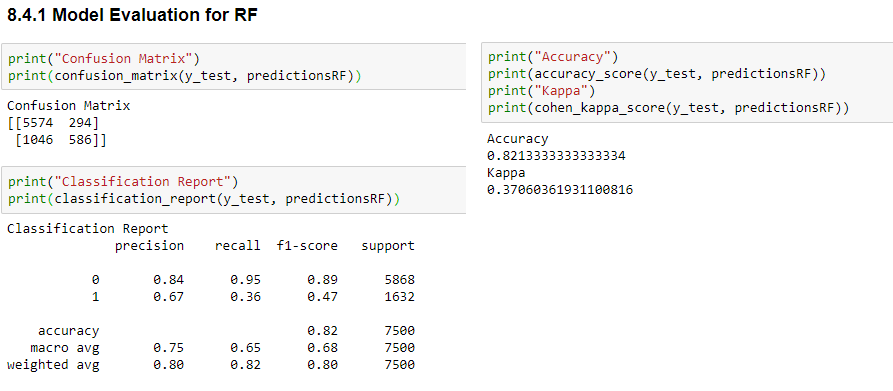 8.4.1 Model Evaluation for RF
print("Confusion Matrix")
print(confusion_matrix(y_test, predictionsRF))
Confusion Matrix
[[5574  294]
 [1046  586]]
print("Classification Report")
print(classification_report(y_test, predictionsRF))
Classification Report
              precision    recall  f1-score   support

           0       0.84      0.95      0.89      5868
           1       0.67      0.36      0.47      1632

    accuracy                           0.82      7500
   macro avg       0.75      0.65      0.68      7500
weighted avg       0.80      0.82      0.80      7500
print("Accuracy")
print(accuracy_score(y_test, predictionsRF))
print("Kappa")
print(cohen_kappa_score(y_test, predictionsRF))
Accuracy
0.8213333333333334
Kappa
0.37060361931100816